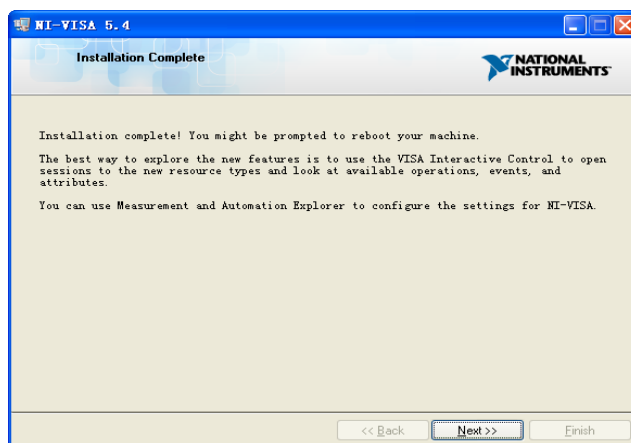 NI-VISA 5.4
Installation Complete
NATIONAL
INSTRUMENTS™
Installation complete! You might be prompted to reboot your machine.
The best way to explore the new features is to use the VISA Interactive Control to open
sessions to the new resource types and look at available operations, events, and
attributes.
You can use Measurement and Automation Explorer to configure the settings for NI-VISA.
<< Back
Next >>
Finish